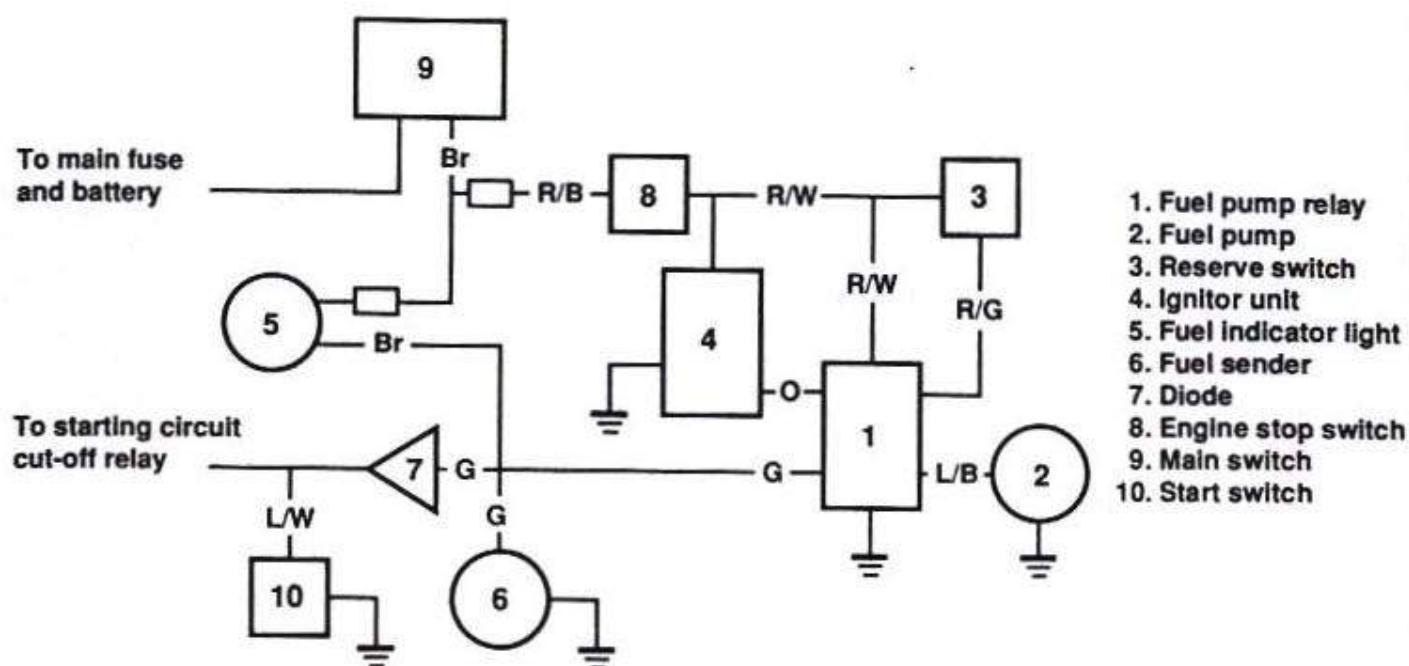 9
To main fuse
and battery
Br
R/B
8
R/W
3
5
Br
4
R/W
R/G
O
1
To starting circuit
cut-off relay
7
G
G
L/B
2
L/W
G
10
6
1. Fuel pump relay
2. Fuel pump
3. Reserve switch
4. Ignitor unit
5. Fuel indicator light
6. Fuel sender
7. Diode
8. Engine stop switch
9. Main switch
10. Start switch